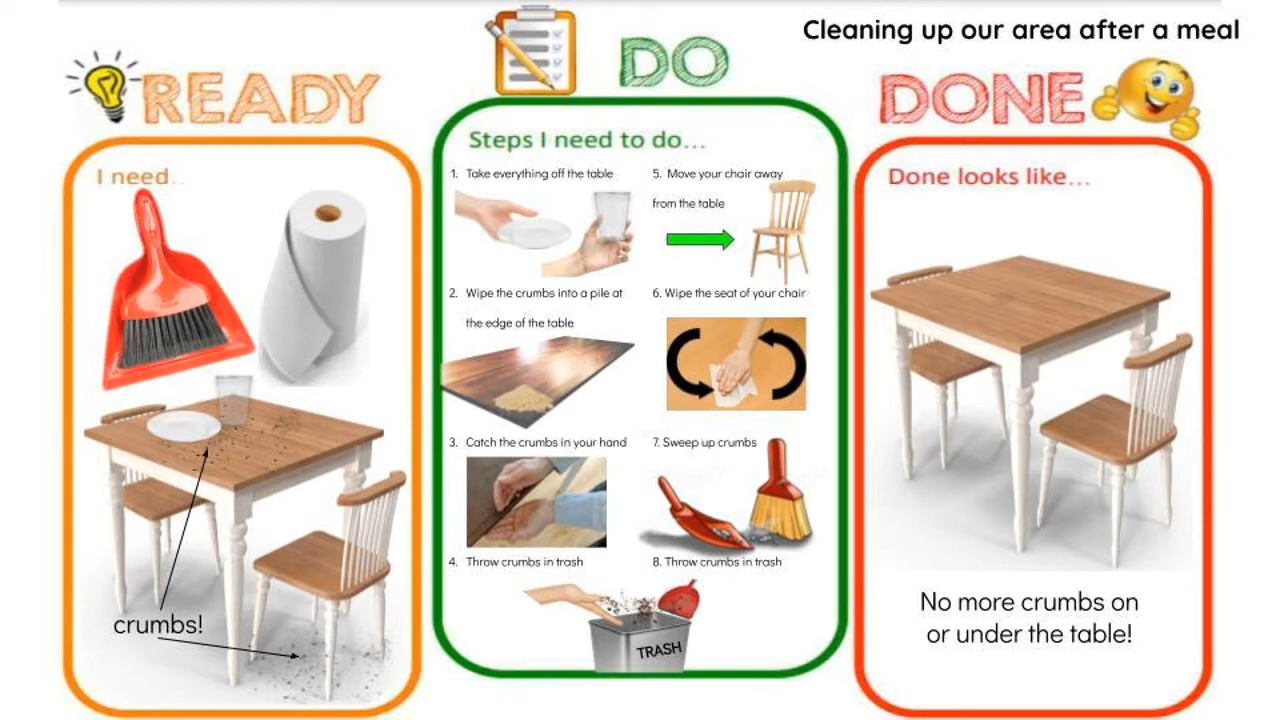 Cleaning up our area after a meal
READY
I need..
crumbs!
DO
Steps I need to do...
1. Take everything off the table
2. Wipe the crumbs into a pile at
the edge of the table
3. Catch the crumbs in your hand
4. Throw crumbs in trash
5. Move your chair away
from the table
6. Wipe the seat of your chair
7. Sweep up crumbs
8. Throw crumbs in trash
TRASH
DONE
Done looks like...
No more crumbs on
or under the table!